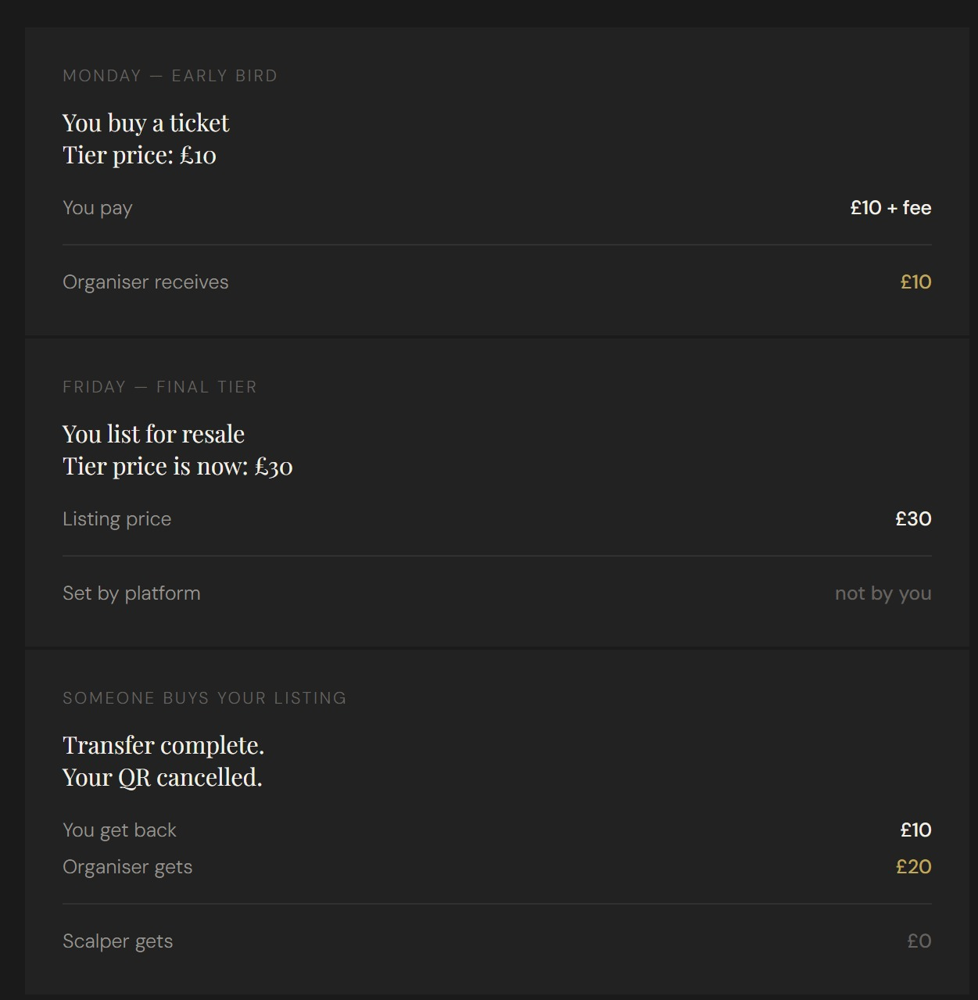 MONDAY — EARLY BIRD
You buy a ticket
Tier price: £10
You pay £10 + fee
Organiser receives £10
FRIDAY — FINAL TIER
You list for resale
Tier price is now: £30
Listing price £30
Set by platform not by you
SOMEONE BUYS YOUR LISTING
Transfer complete.
Your QR cancelled.
You get back £10
Organiser gets £20
Scalper gets £0